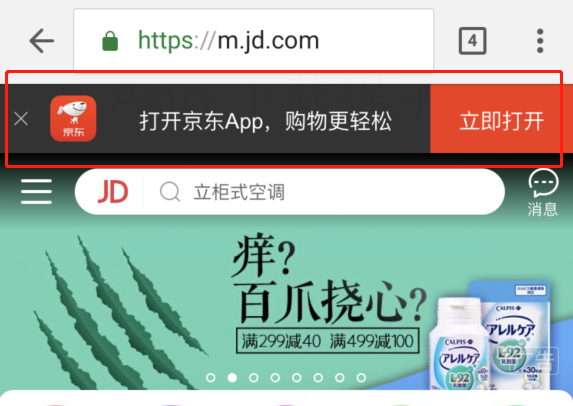 https://m.jd.com
4
京东
打开京东App，购物更轻松
立即打开
JD
立柜式空调
消息
痒?
百爪挠心?
满299减40 满499减100
CALPIS
アレルケア
L-92
CALPIS
アレルケア
L-92
广告